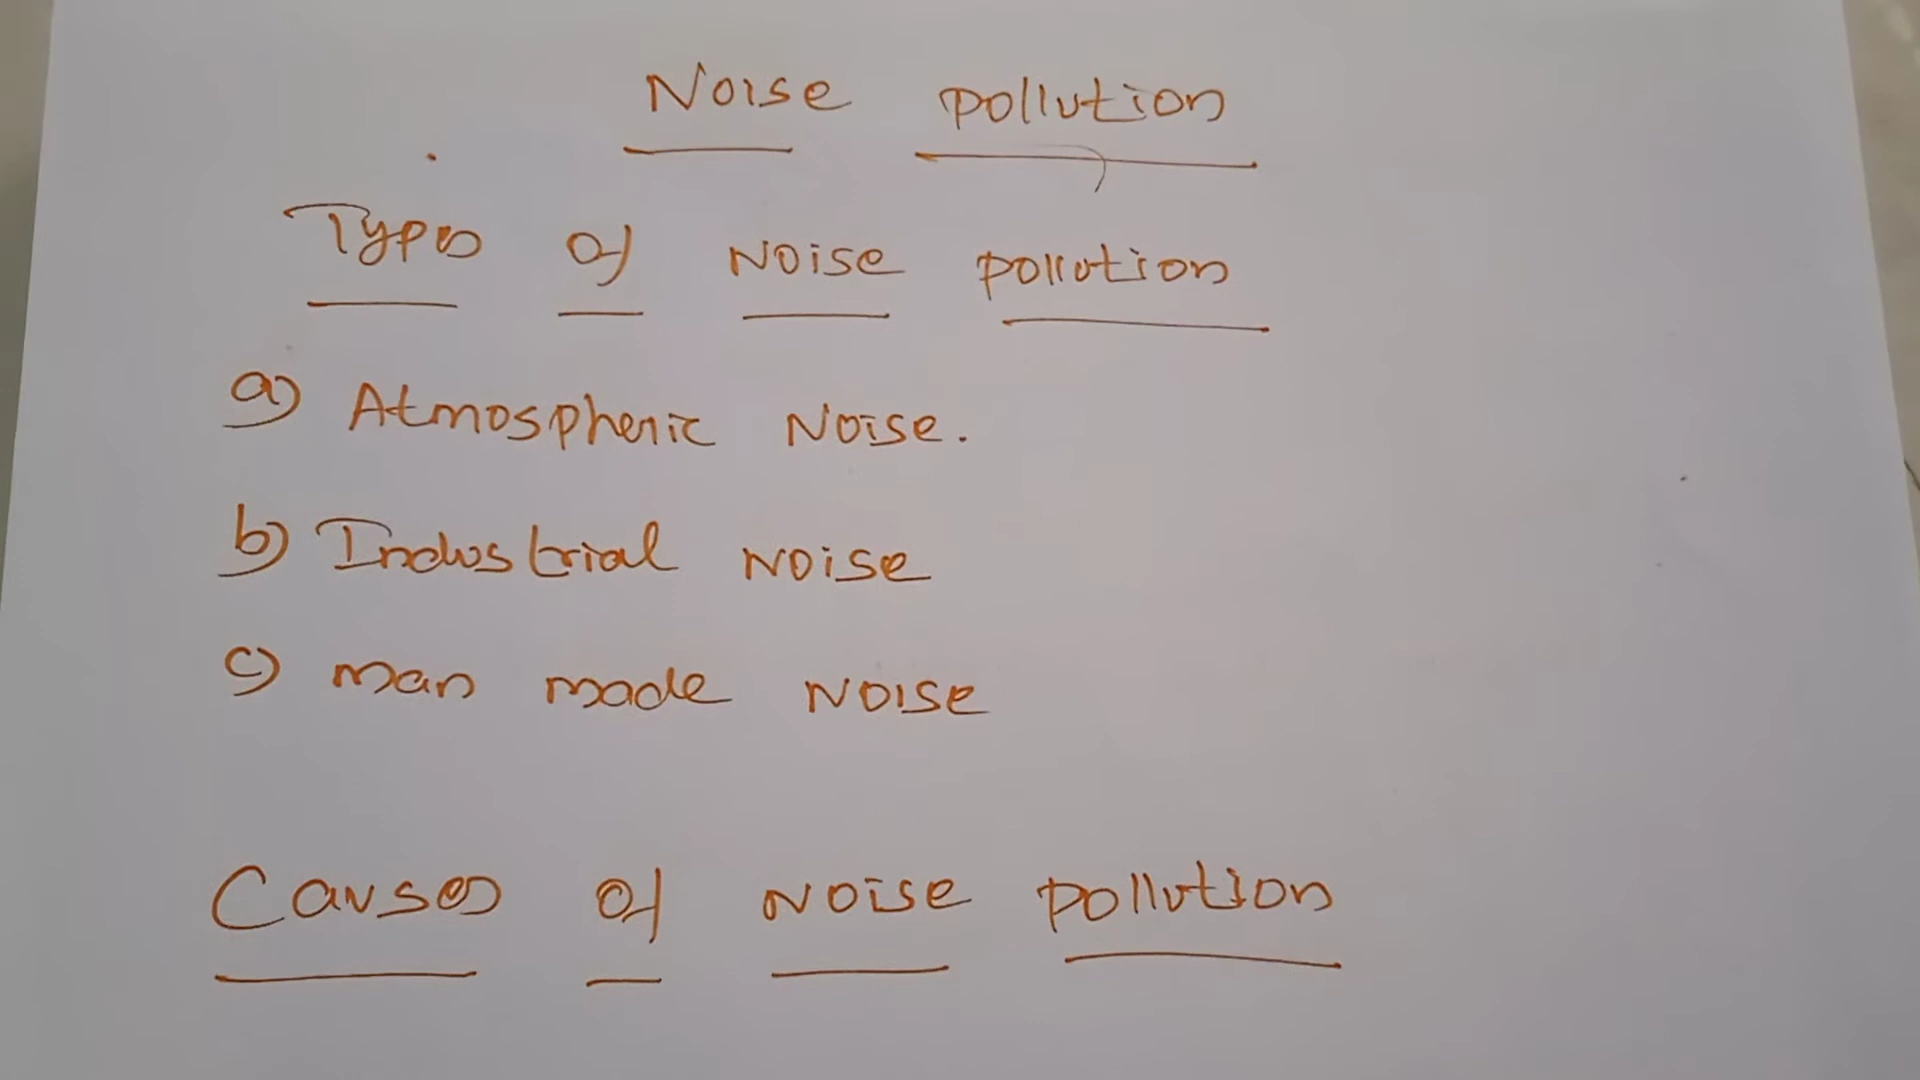 Noise pollution
Types of Noise pollution
a) Atmospheric Noise.
b) Industrial Noise
c) man made Noise
Causes of Noise pollution